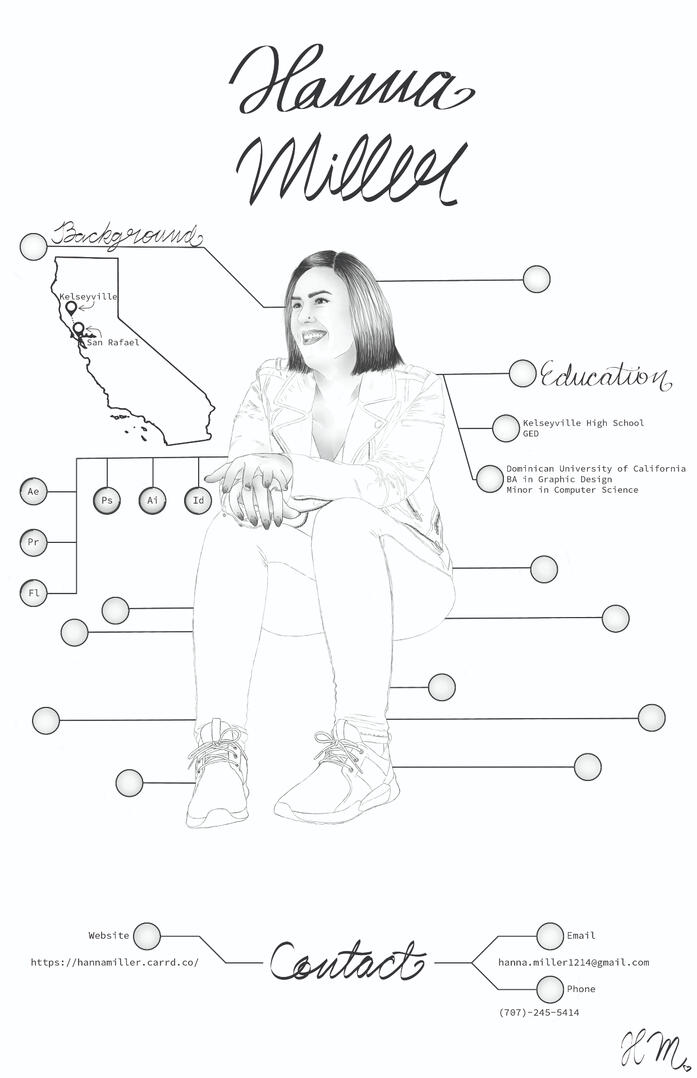 Hanna
Miller
Background
Kelseyville
San Rafael
Education
Kelseyville High School
GED
Dominican University of California
BA in Graphic Design
Minor in Computer Science
Ae
Ps
Ai
Id
Pr
Fl
Contact
Website
https://hannamiller.carrd.co/
Email
hanna.miller1214@gmail.com
Phone
(707)-245-5414
HM